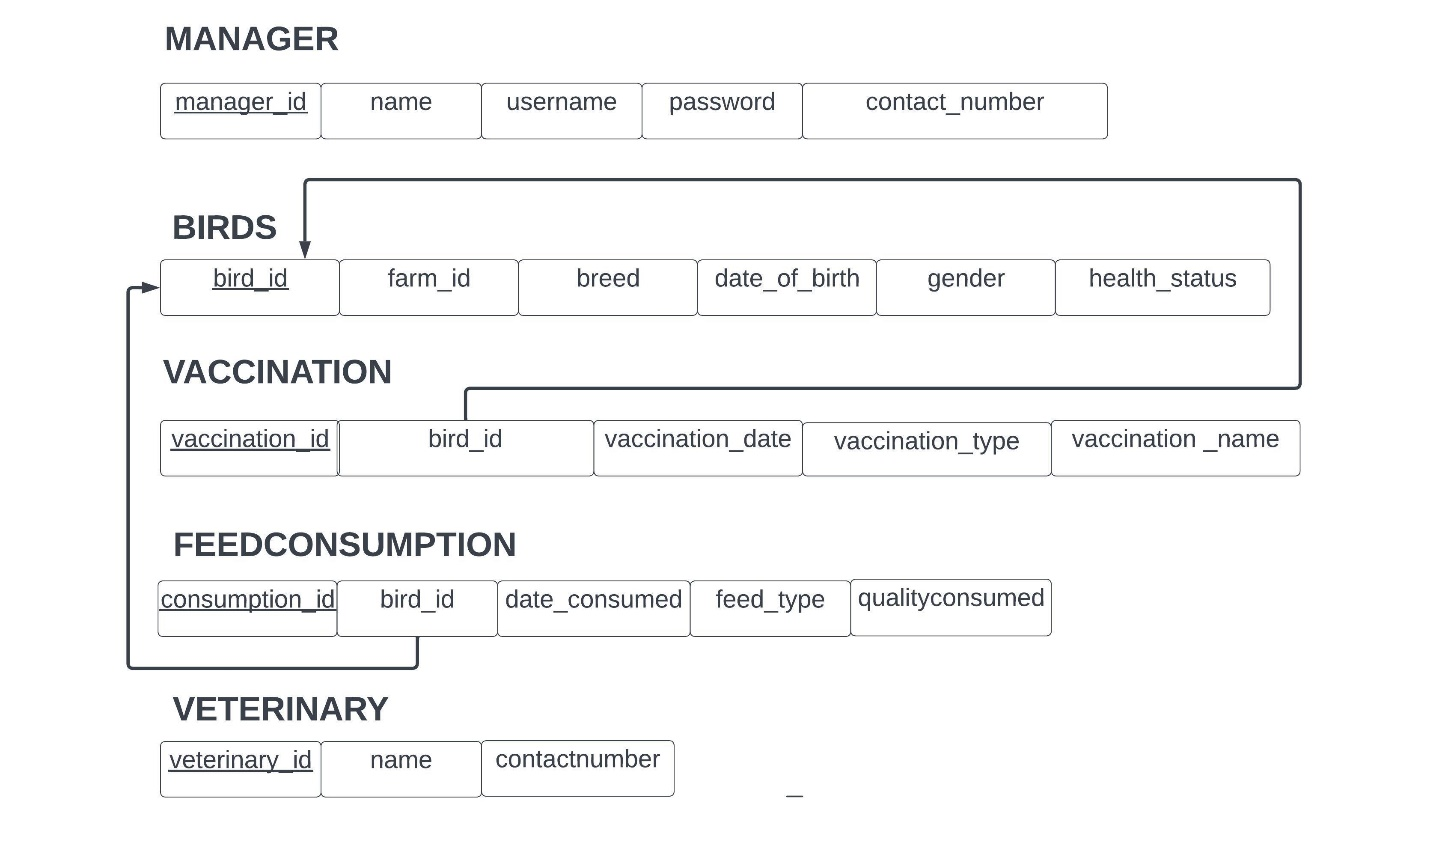 MANAGER
manager_id name username password contact_number
BIRDS
bird_id farm_id breed date_of_birth gender health_status
VACCINATION
vaccination_id bird_id vaccination_date vaccination_type vaccination _name
FEEDCONSUMPTION
consumption_id bird_id date_consumed feed_type qualityconsumed
VETERINARY
veterinary_id name contactnumber
_